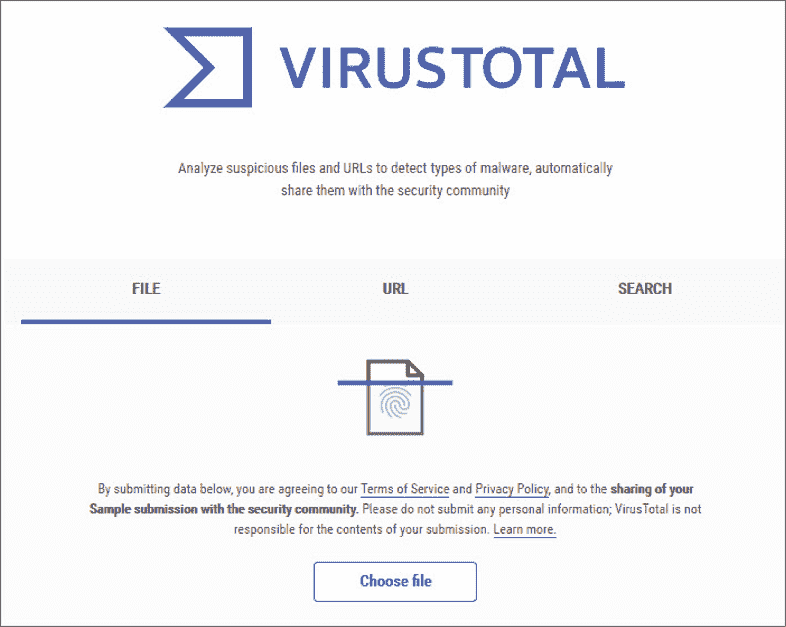 VIRUSTOTAL
Analyze suspicious files and URLs to detect types of malware, automatically
share them with the security community
FILE
URL
SEARCH
By submitting data below, you are agreeing to our Terms of Service and Privacy Policy, and to the sharing of your
Sample submission with the security community. Please do not submit any personal information; VirusTotal is not
responsible for the contents of your submission. Learn more.
Choose file